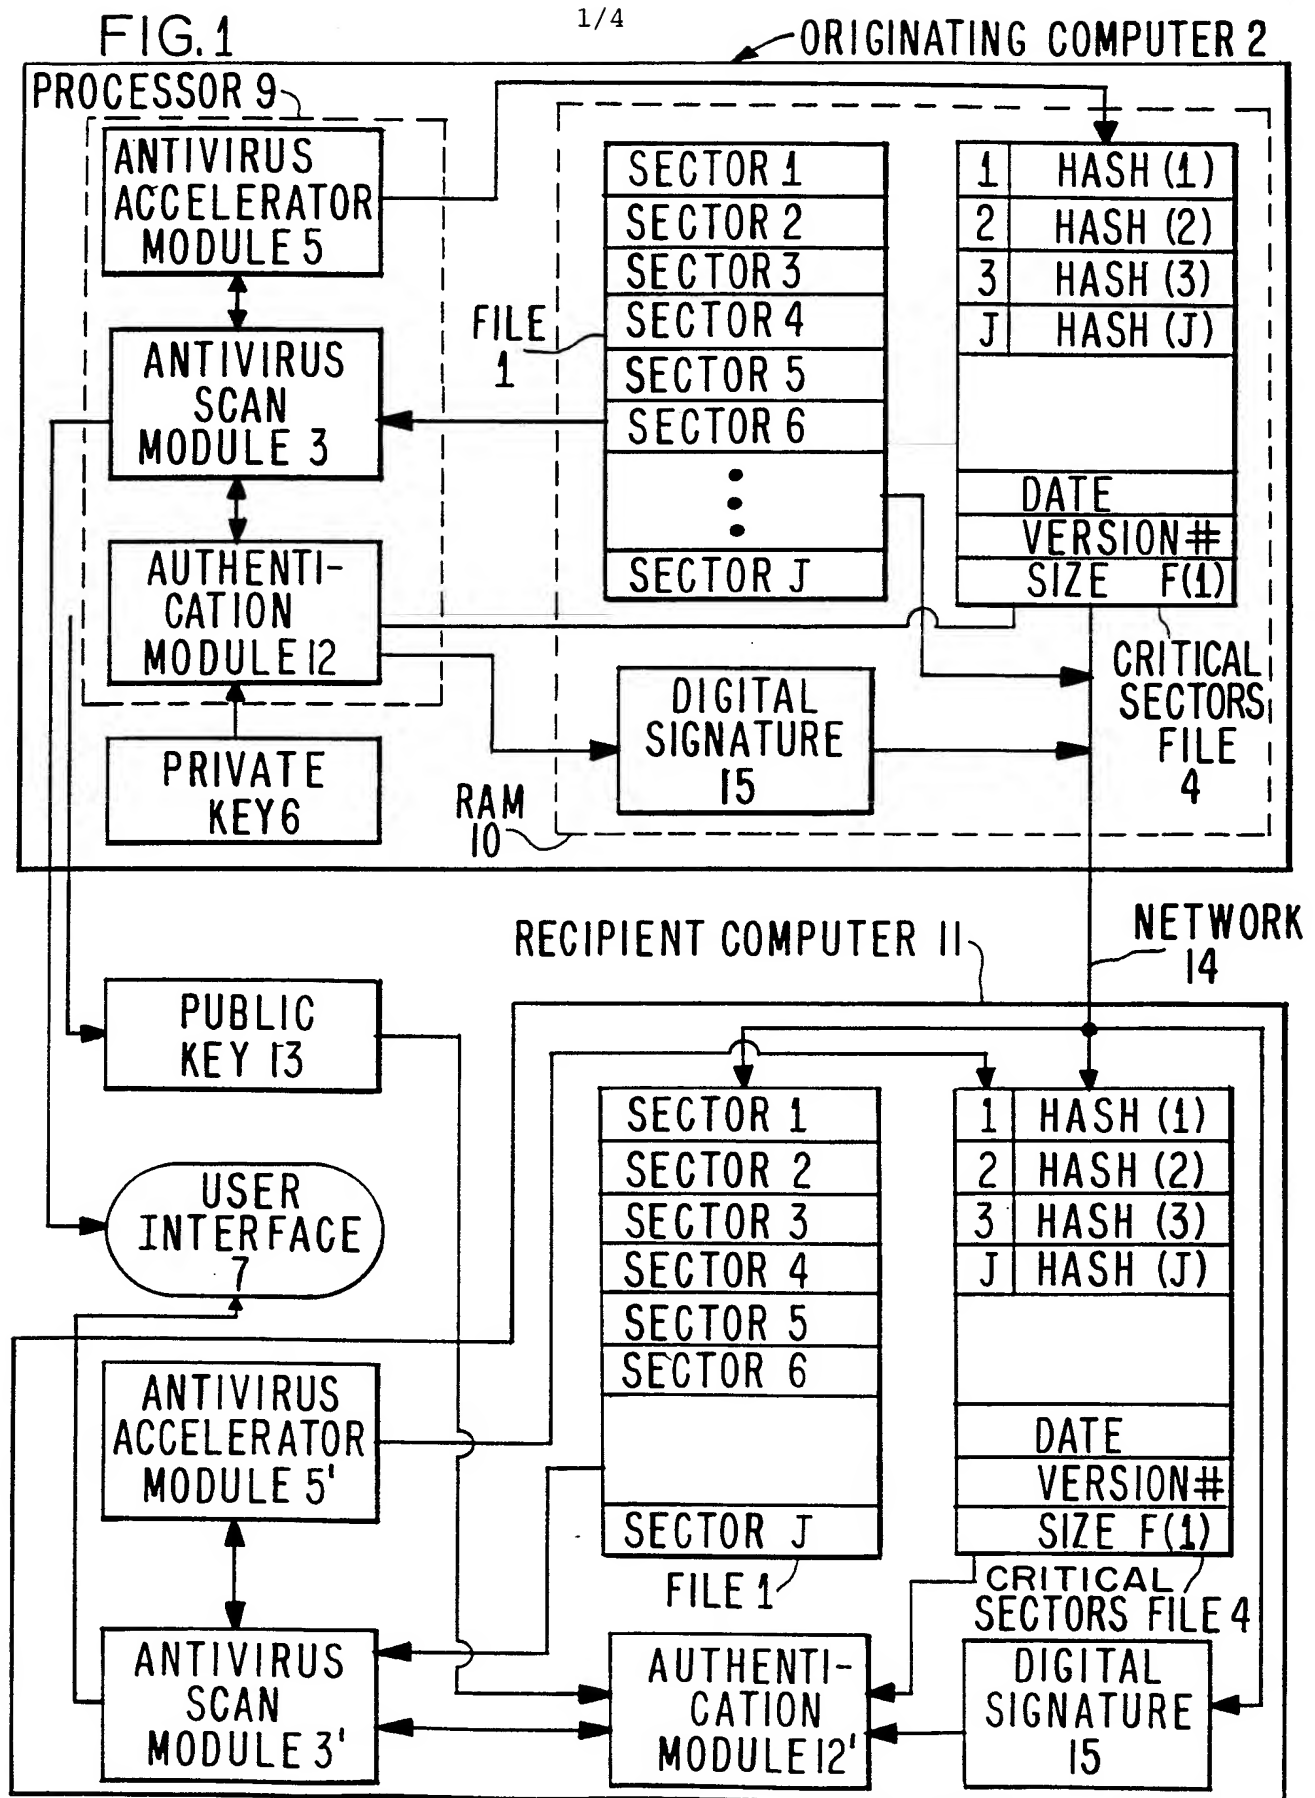 1/4
FIG.1
ORIGINATING COMPUTER 2
PROCESSOR 9
ANTIVIRUS
ACCELERATOR
MODULE 5
ANTIVIRUS
SCAN
MODULE 3
AUTHENTI-
CATION
MODULE 12
PRIVATE
KEY6
FILE
1
SECTOR 1
SECTOR 2
SECTOR 3
SECTOR 4
SECTOR 5
SECTOR 6
SECTOR J
1 HASH (1)
2 HASH (2)
3 HASH (3)
J HASH (J)
DATE
VERSION#
SIZE F(1)
CRITICAL
SECTORS
FILE
4
DIGITAL
SIGNATURE
15
RAM
10
NETWORK
14
RECIPIENT COMPUTER 11
PUBLIC
KEY 13
USER
INTERFACE
7
ANTIVIRUS
ACCELERATOR
MODULE 5'
ANTIVIRUS
SCAN
MODULE 3'
SECTOR 1
SECTOR 2
SECTOR 3
SECTOR 4
SECTOR 5
SECTOR 6
SECTOR J
FILE 1
1 HASH (1)
2 HASH (2)
3 HASH (3)
J HASH (J)
DATE
VERSION#
SIZE F(1)
CRITICAL
SECTORS FILE 4
AUTHENTI-
CATION
MODULE 12'
DIGITAL
SIGNATURE
15